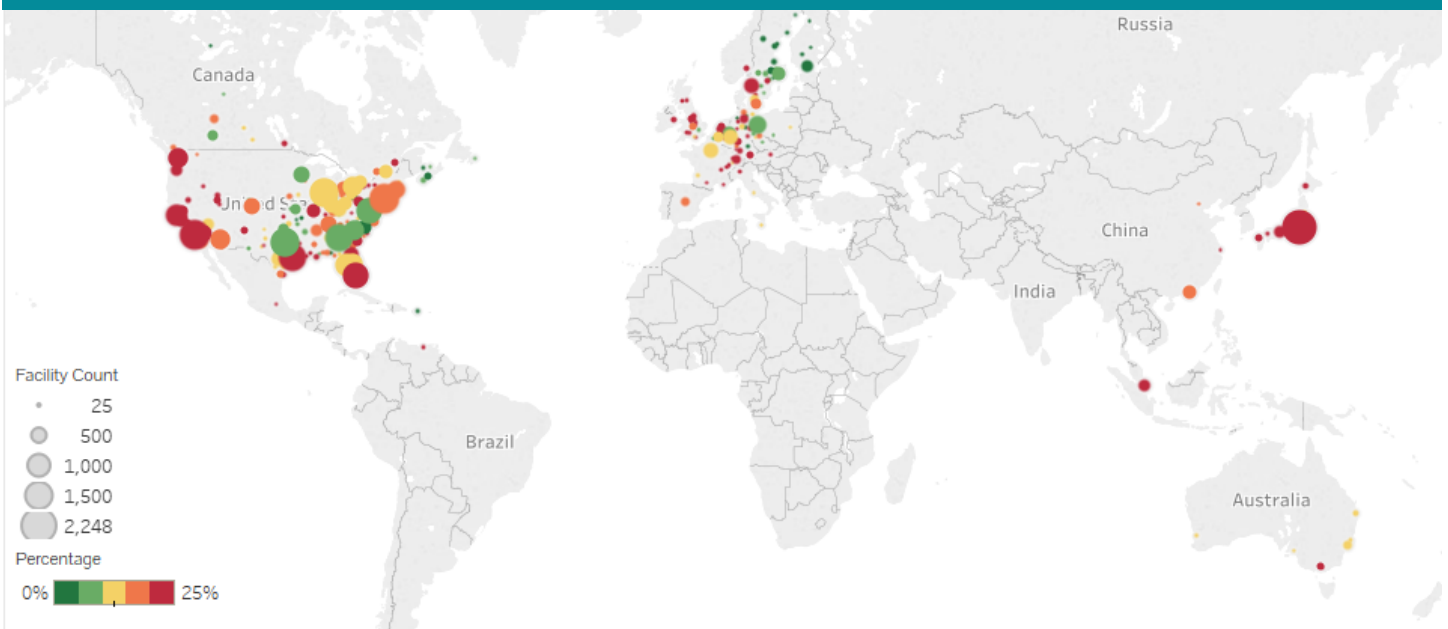 Russia
Canada
United Sta
China
India
Facility Count
25
500
1,000
1,500
2,248
Brazil
Australia
Percentage
0%
25%